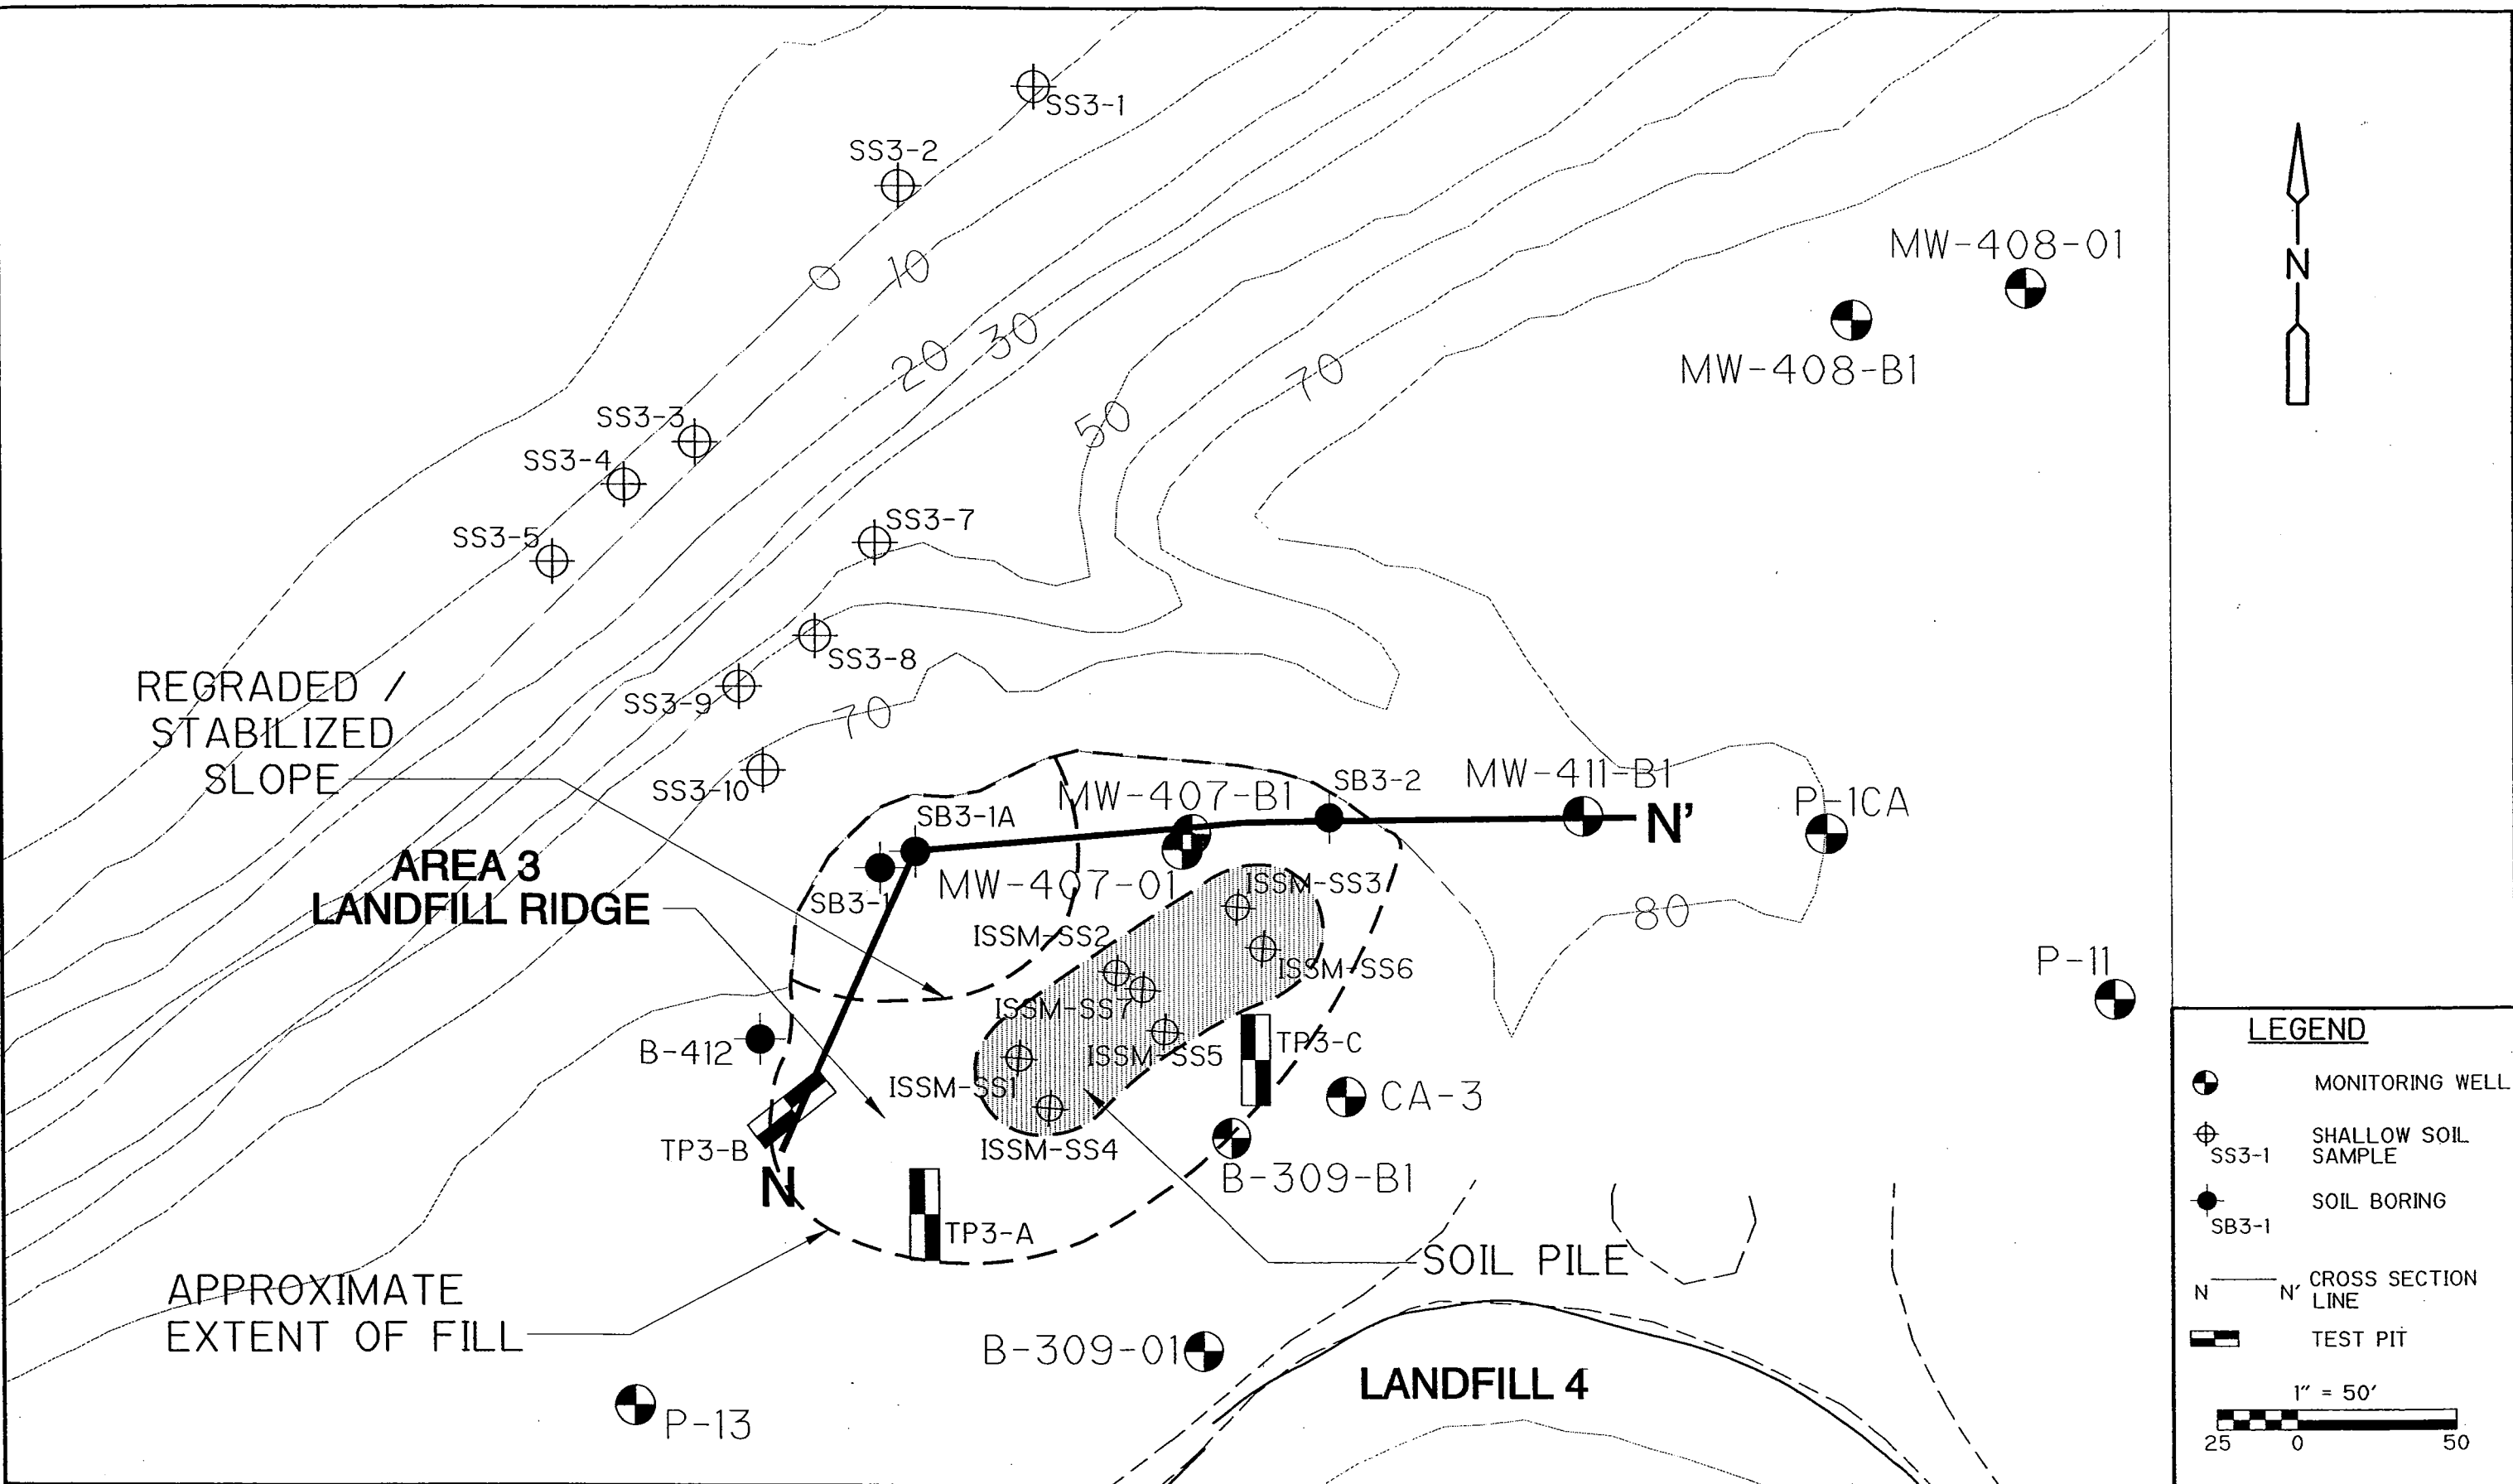 SS3-1
SS3-2
MW-408-01
N
0
10
20
30
MW-408-B1
70
50
SS3-3
SS3-4
SS3-7
SS3-5
SS3-8
REGRADED /
STABILIZED
SLOPE
SS3-9
70
SS3-10
MW-407-B1
SB3-2
MW-411-B1
P-1CA
SB3-1A
N'
AREA 3
LANDFILL RIDGE
MW-407-01
ISSM-SS3
SB3-1
80
ISSM-SS2
ISSM-SS6
P-11
ISSM-SS7
B-412
ISSM-SS5
TP3-C
ISSM-SS1
CA-3
TP3-B
ISSM-SS4
N
B-309-B1
TP3-A
SOIL PILE
APPROXIMATE
EXTENT OF FILL
B-309-01
LANDFILL 4
P-13
LEGEND
MONITORING WELL
SS3-1 SHALLOW SOIL
SAMPLE
SOIL BORING
SB3-1
N N' CROSS SECTION
LINE
TEST PIT
1" = 50'
25 0 50